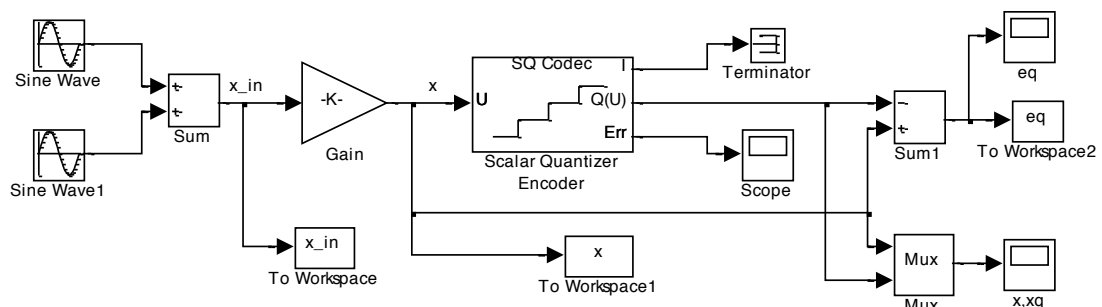 Sine Wave
Sine Wave1
+
+
Sum
x_in
-K-
Gain
x
SQ Codec
U
I
Q(U)
Err
Scalar Quantizer
Encoder
Terminator
Scope
-
+
Sum1
eq
eq
To Workspace2
x_in
To Workspace
x
To Workspace1
Mux
Mux
x,xq